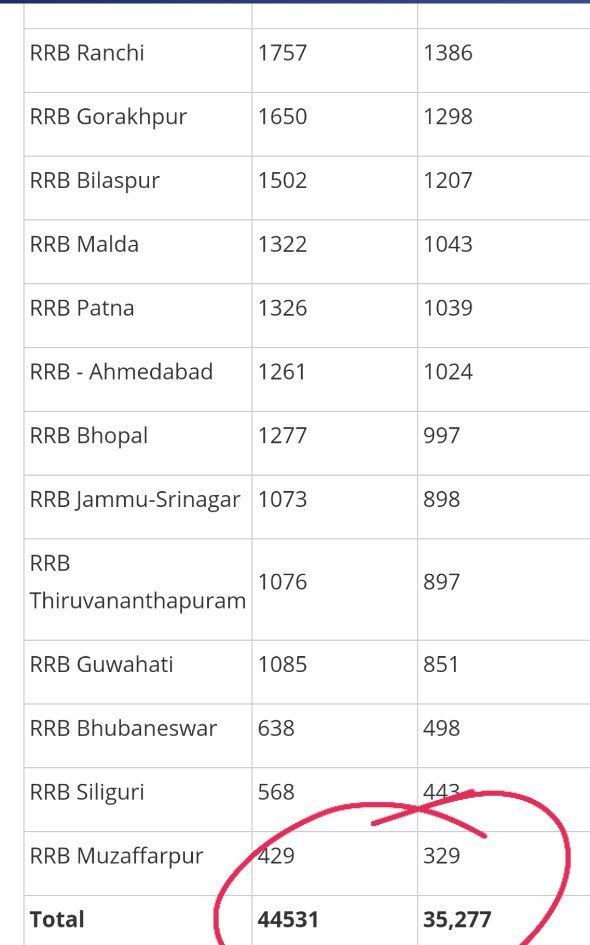 RRB Ranchi 1757 1386
RRB Gorakhpur 1650 1298
RRB Bilaspur 1502 1207
RRB Malda 1322 1043
RRB Patna 1326 1039
RRB - Ahmedabad 1261 1024
RRB Bhopal 1277 997
RRB Jammu-Srinagar 1073 898
RRB
Thiruvananthapuram 1076 897
RRB Guwahati 1085 851
RRB Bhubaneswar 638 498
RRB Siliguri 568 443
RRB Muzaffarpur 429 329
Total 44531 35,277